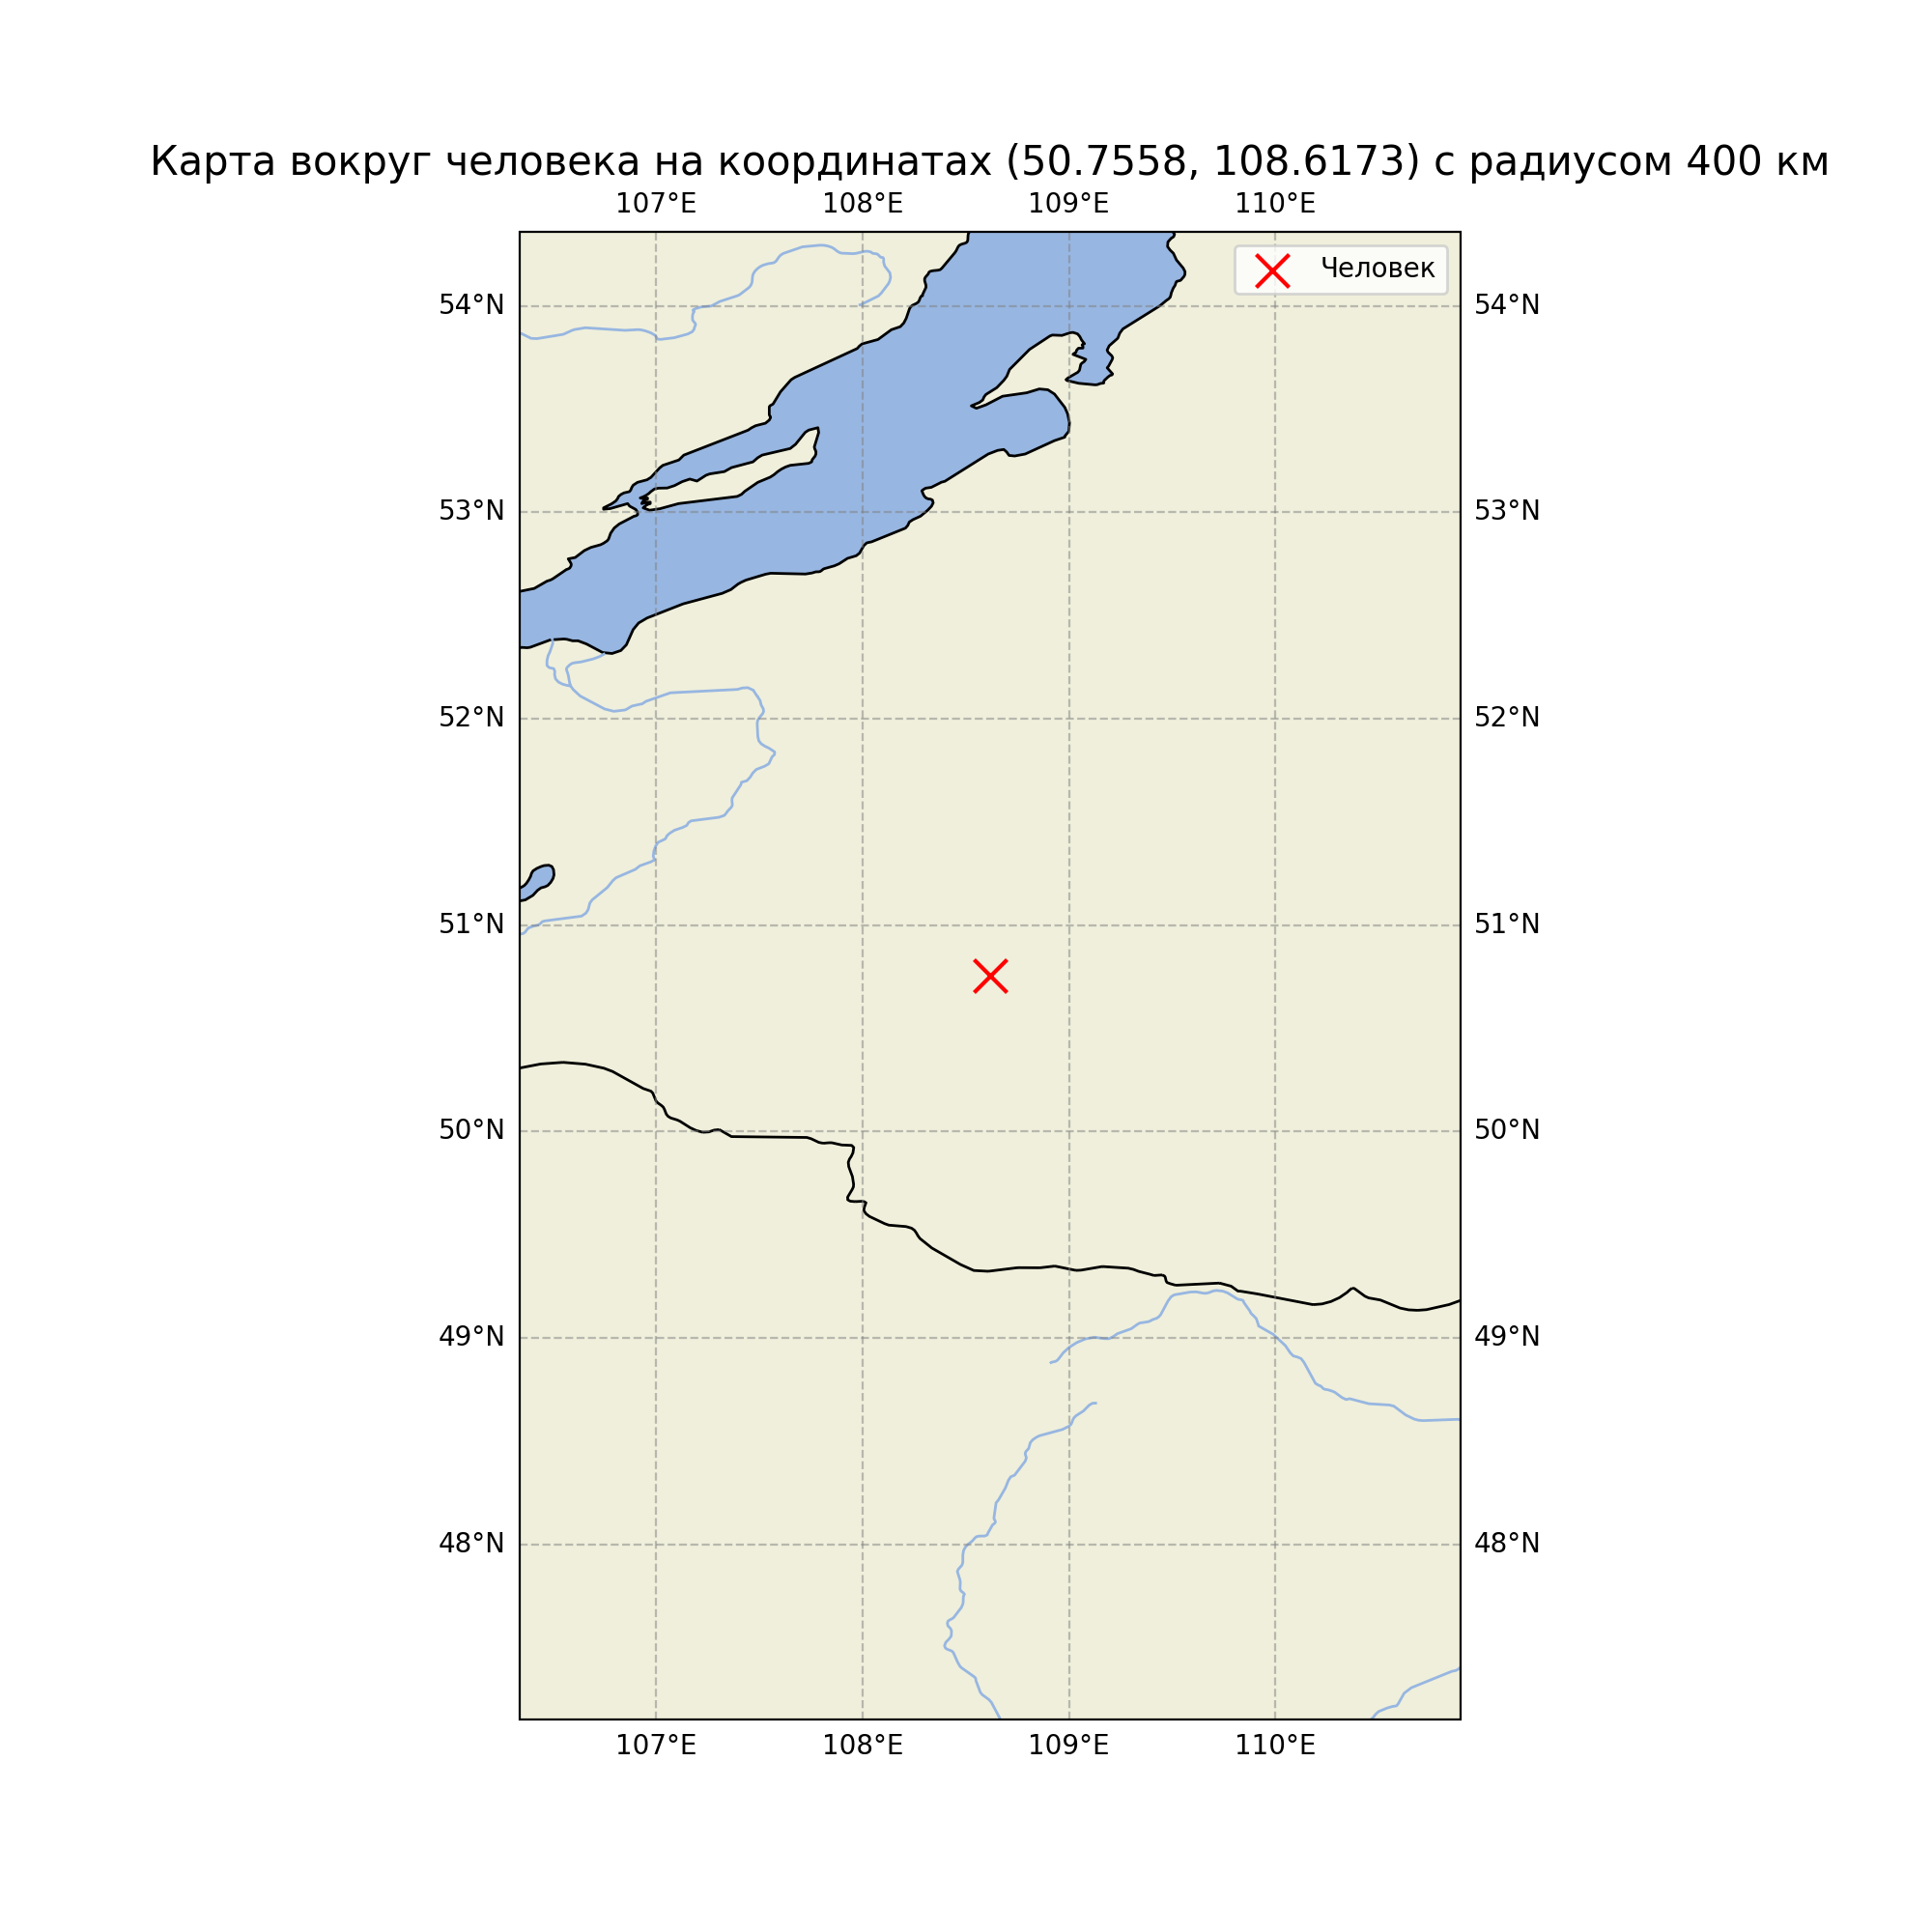 Карта вокруг человека на координатах (50.7558, 108.6173) с радиусом 400 км
107°E 108°E 109°E 110°E
Человек
54°N 54°N
53°N 53°N
52°N 52°N
51°N 51°N
50°N 50°N
49°N 49°N
48°N 48°N
107°E 108°E 109°E 110°E